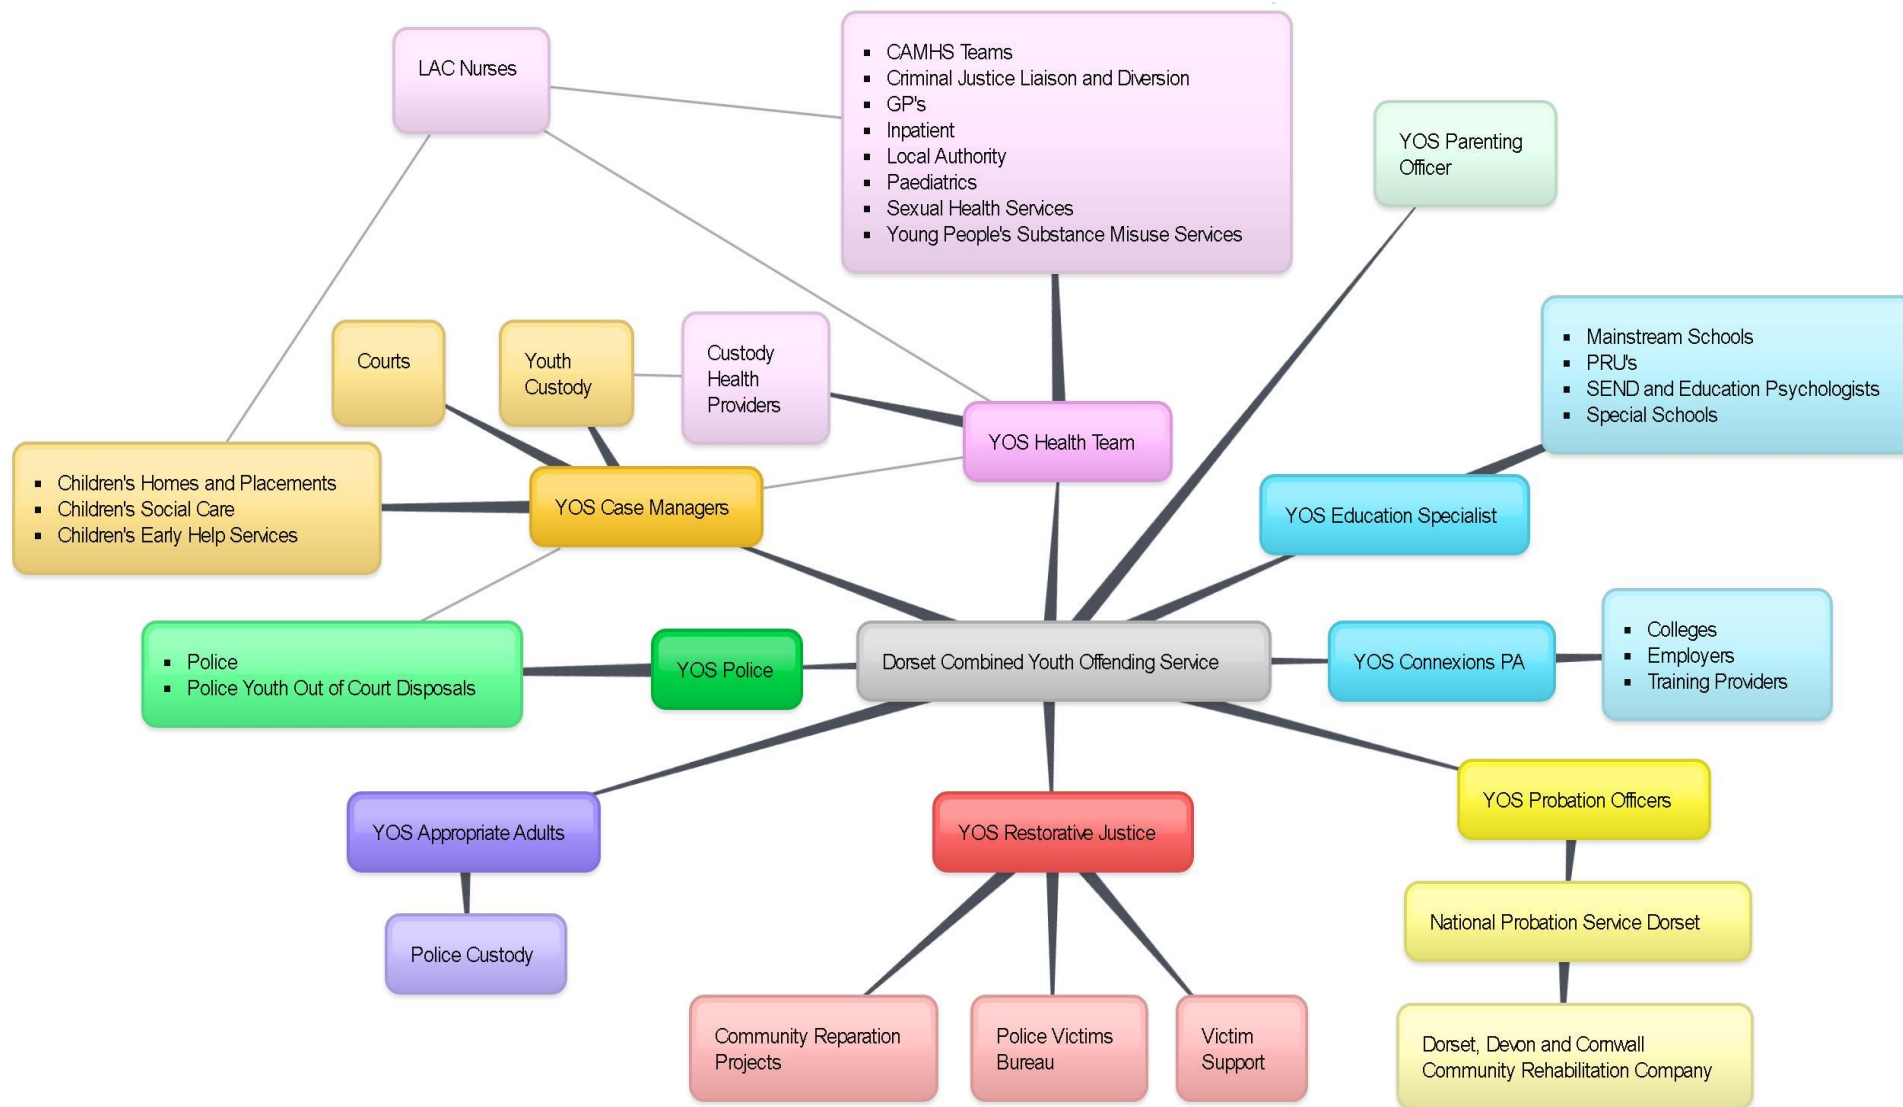 LAC Nurses
▪ CAMHS Teams
▪ Criminal Justice Liaison and Diversion
▪ GP's
▪ Inpatient
▪ Local Authority
▪ Paediatrics
▪ Sexual Health Services
▪ Young People's Substance Misuse Services
YOS Parenting
Officer
Courts
Youth
Custody
Custody
Health
Providers
▪ Mainstream Schools
▪ PRU's
▪ SEND and Education Psychologists
▪ Special Schools
YOS Health Team
▪ Children's Homes and Placements
▪ Children's Social Care
▪ Children's Early Help Services
YOS Case Managers
YOS Education Specialist
▪ Police
▪ Police Youth Out of Court Disposals
YOS Police
Dorset Combined Youth Offending Service
YOS Connexions PA
▪ Colleges
▪ Employers
▪ Training Providers
YOS Appropriate Adults
YOS Restorative Justice
YOS Probation Officers
Police Custody
National Probation Service Dorset
Community Reparation
Projects
Police Victims
Bureau
Victim
Support
Dorset, Devon and Cornwall
Community Rehabilitation Company